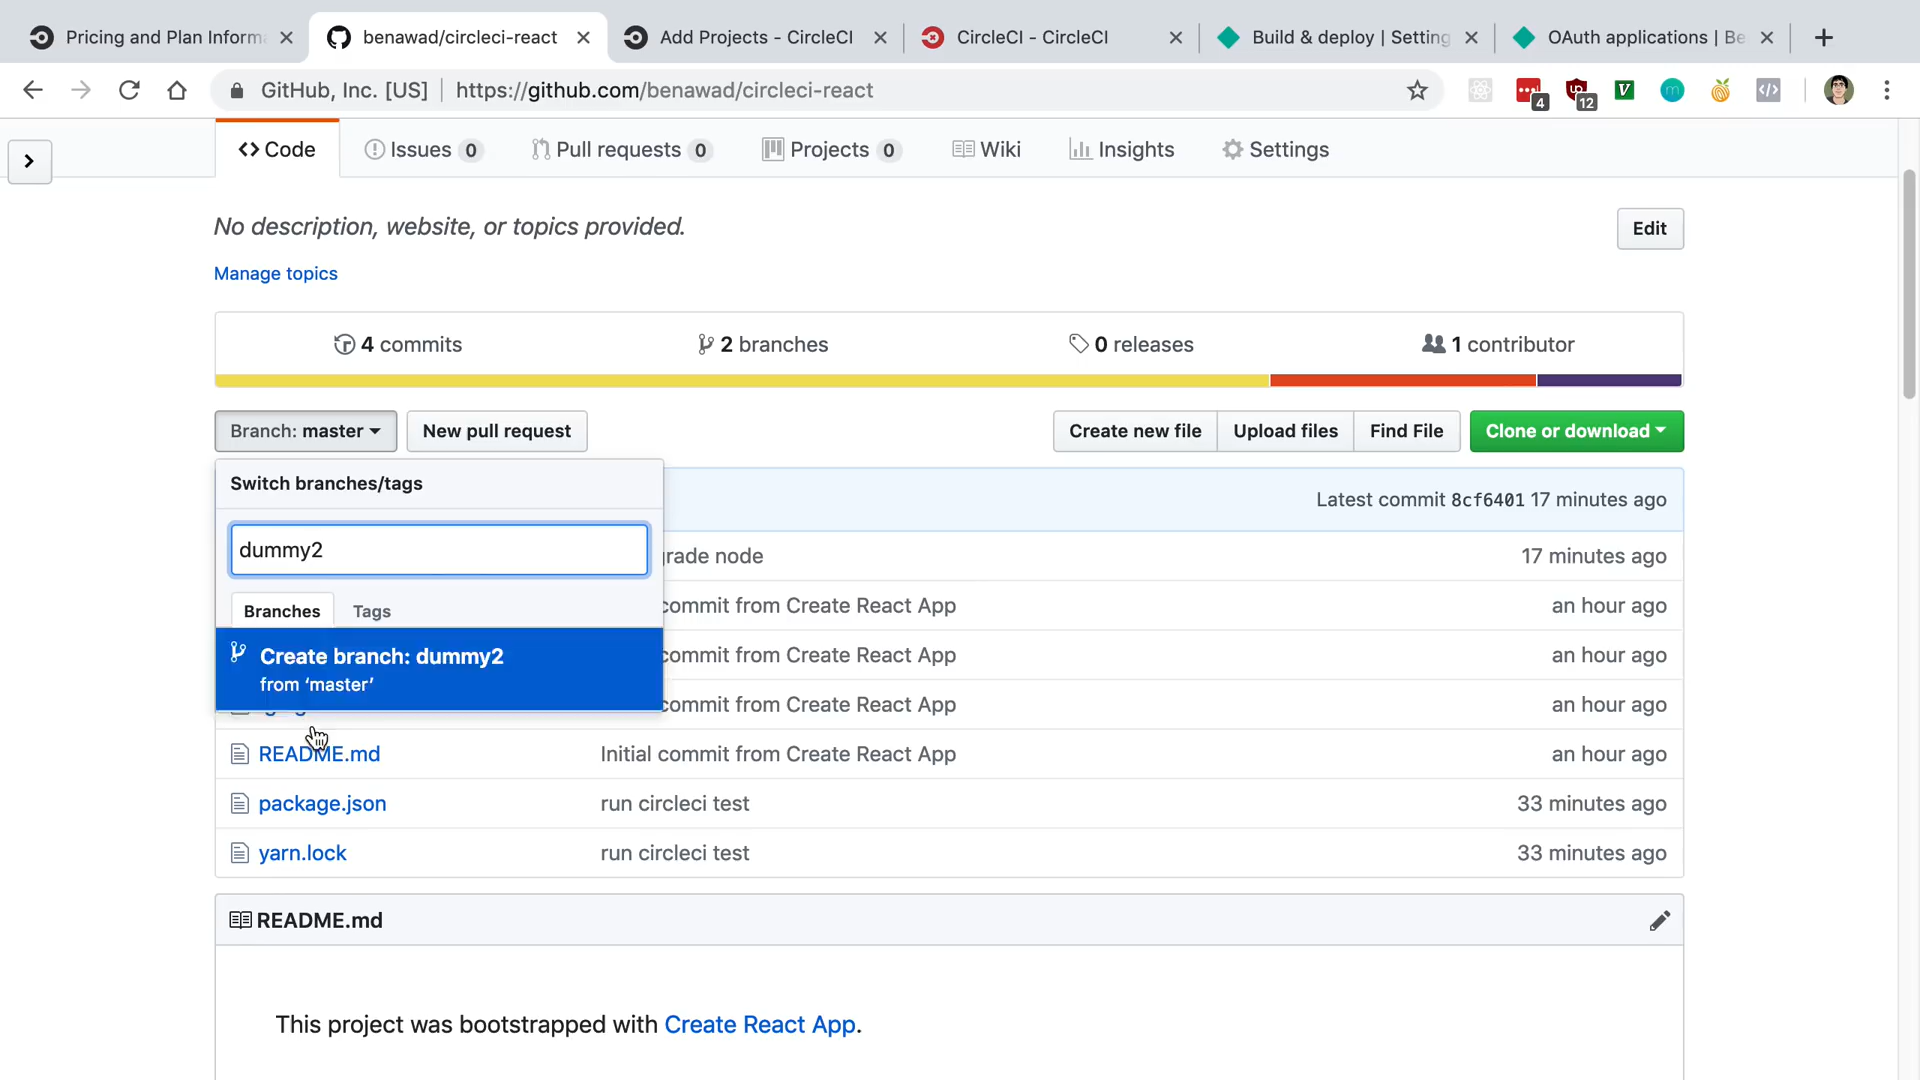 Pricing and Plan Inform
benawad/circleci-react
Add Projects - CircleCI
CircleCI - CircleCI
Build & deploy | Setting
OAuth applications | Be
GitHub, Inc. [US]
https://github.com/benawad/circleci-react
4
12
Code
Issues 0
Pull requests 0
Projects 0
Wiki
Insights
Settings
No description, website, or topics provided.
Edit
Manage topics
4 commits
2 branches
0 releases
1 contributor
Branch: master
New pull request
Create new file
Upload files
Find File
Clone or download
Switch branches/tags
Latest commit 8cf6401 17 minutes ago
dummy2
rade node
17 minutes ago
Branches
Tags
commit from Create React App
an hour ago
Create branch: dummy2
from ‘master’
commit from Create React App
an hour ago
commit from Create React App
an hour ago
README.md
Initial commit from Create React App
an hour ago
package.json
run circleci test
33 minutes ago
yarn.lock
run circleci test
33 minutes ago
README.md
This project was bootstrapped with Create React App.